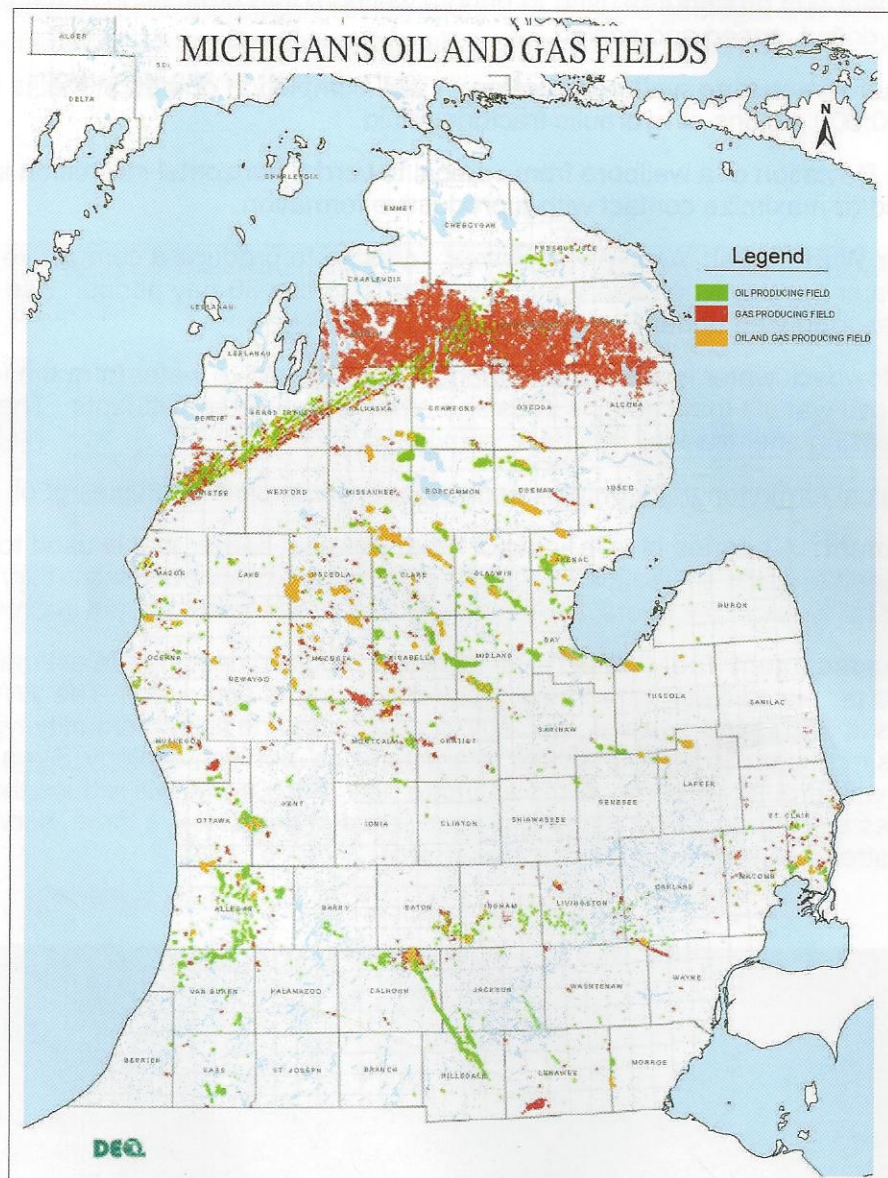 MICHIGAN'S OIL AND GAS FIELDS
ALGER
DELTA
N
CHARLEVOIX
EMMET
CHEBOYGAN
PRESQUE ISLE
CHARLEVOIX
Legend
OIL PRODUCING FIELD
GAS PRODUCING FIELD
OIL AND GAS PRODUCING FIELD
LEELANAU
LEELANAU
BENZIE
GRAND TRAVERSE
KALKASKA
CRAWFORD
OSCODA
ALCONA
MANISTEE
WEXFORD
MISSAUKEE
ROSCOMMON
OGEMAW
IOSCO
MASON
LAKE
OSCEOLA
CLARE
GLADWIN
ARENAC
HURON
OCEANA
NEWAYGO
MECOSTA
ISABELLA
MIDLAND
BAY
TUSCOLA
SANILAC
MUSKEGON
MONTCALM
GRATIOT
SAGINAW
LAPEER
OTTAWA
KENT
IONIA
CLINTON
SHIAWASSEE
GENESEE
ST. CLAIR
ALLEGAN
BARRY
EATON
INGHAM
LIVINGSTON
OAKLAND
MACOMB
VAN BUREN
KALAMAZOO
CALHOUN
JACKSON
WASHTENAW
WAYNE
BERRIEN
CASS
ST. JOSEPH
BRANCH
HILLSDALE
LENAWEE
MONROE
DEQ